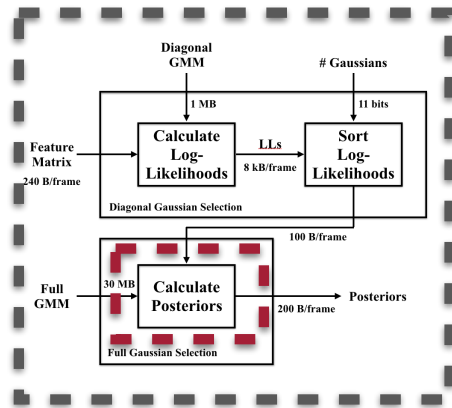 Diagonal
GMM
# Gaussians
1 MB
11 bits
Feature
Matrix
240 B/frame
Calculate
Log-
Likelihoods
LLs
8 kB/frame
Sort
Log-
Likelihoods
Diagonal Gaussian Selection
100 B/frame
Full
GMM
30 MB
Calculate
Posteriors
200 B/frame
Posteriors
Full Gaussian Selection